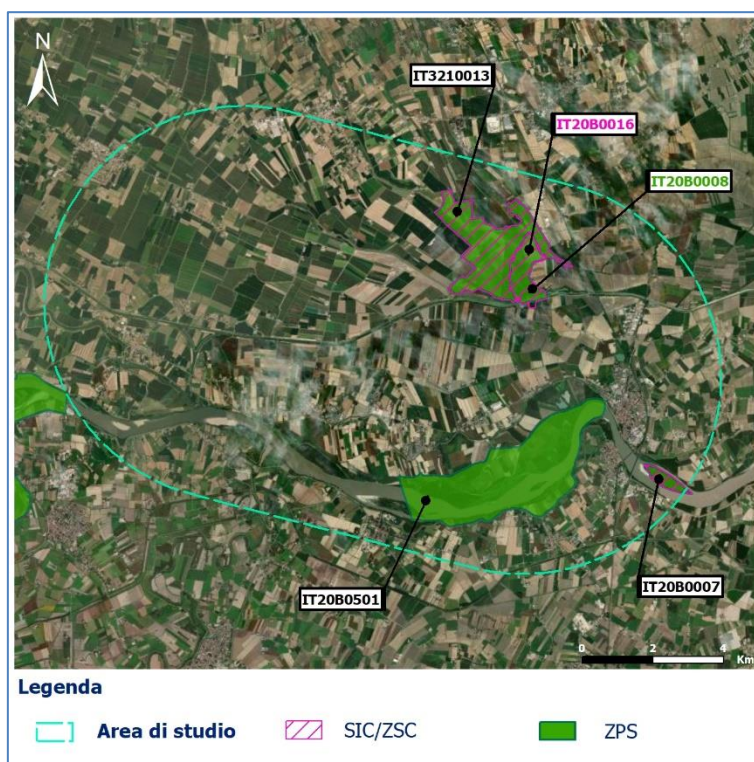 N
IT3210013
IT20B0016
IT20B0008
IT20B0501
IT20B0007
0 2 4
Km
Legenda
Area di studio SIC/ZSC ZPS